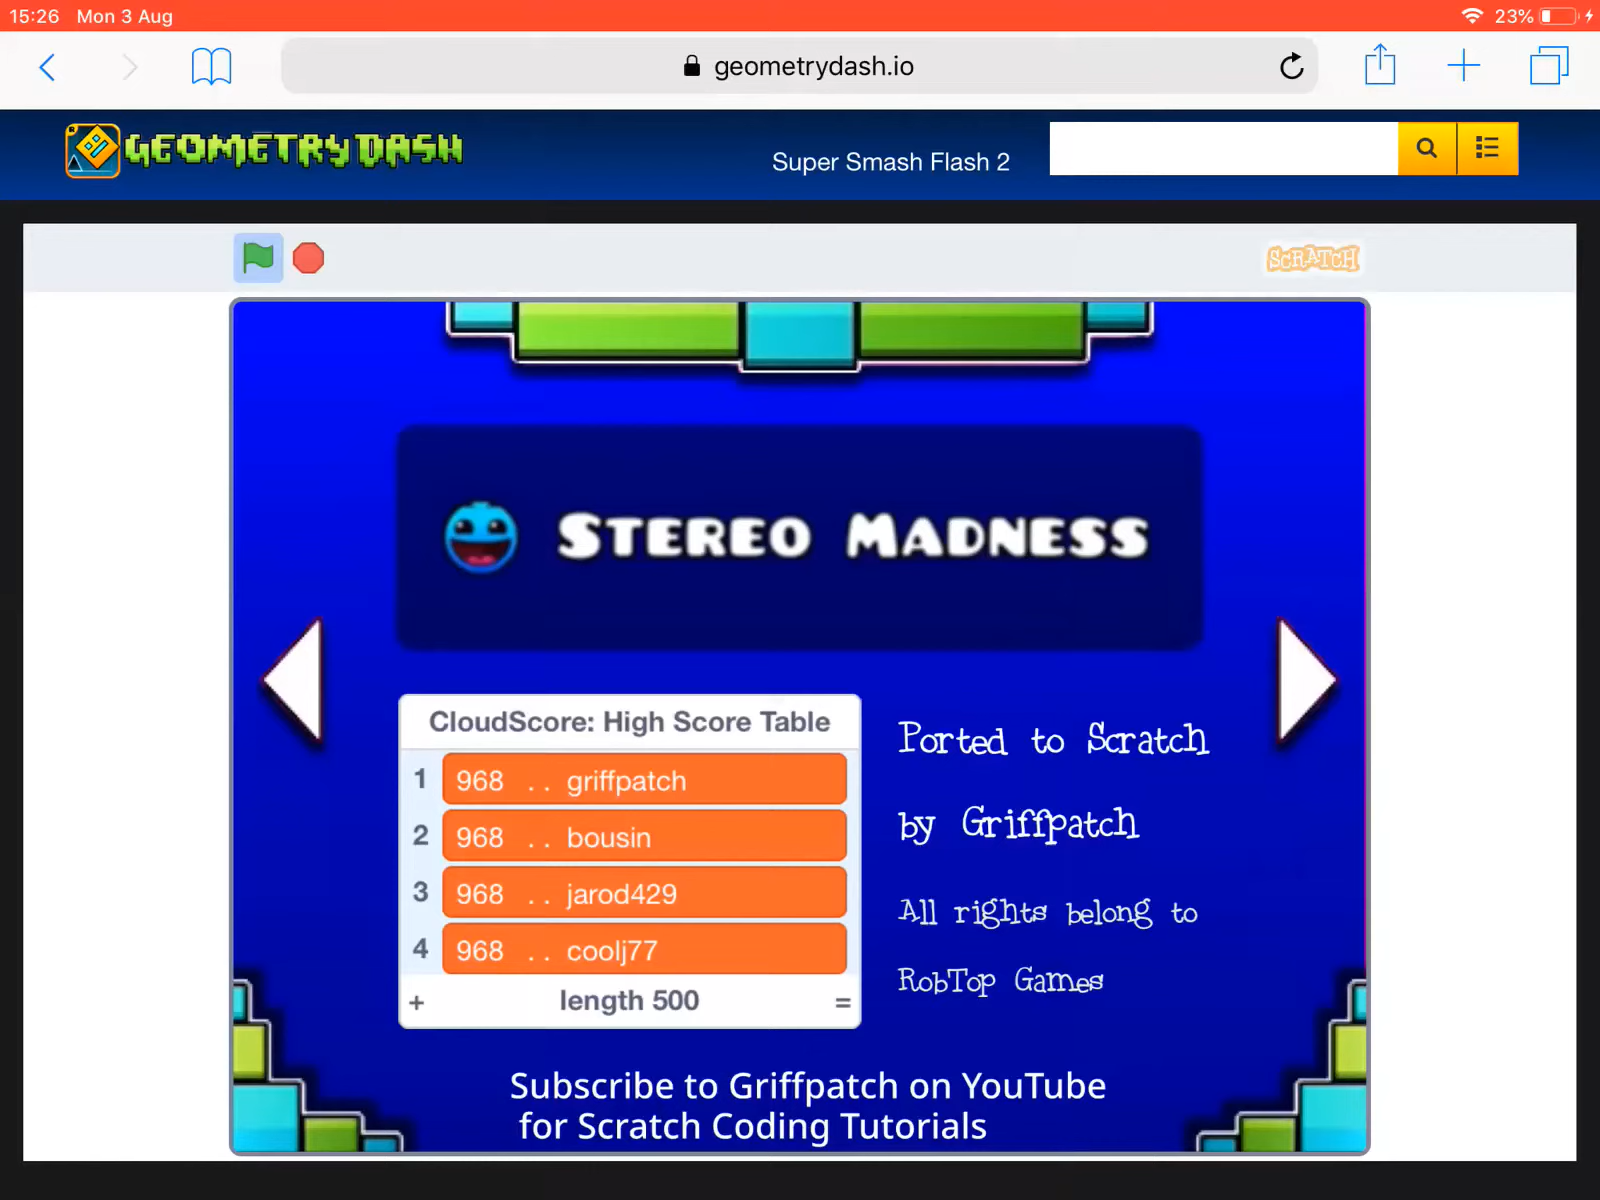 15:26 Mon 3 Aug
23%
geometrydash.io
GEOMETRY DASH
Super Smash Flash 2
SCRATCH
STEREO MADNESS
CloudScore: High Score Table
1 968 .. griffpatch
2 968 .. bousin
3 968 .. jarod429
4 968 .. coolj77
+ length 500 =
Ported to Scratch
by Griffpatch
All rights belong to
RobTop Games
Subscribe to Griffpatch on YouTube
for Scratch Coding Tutorials